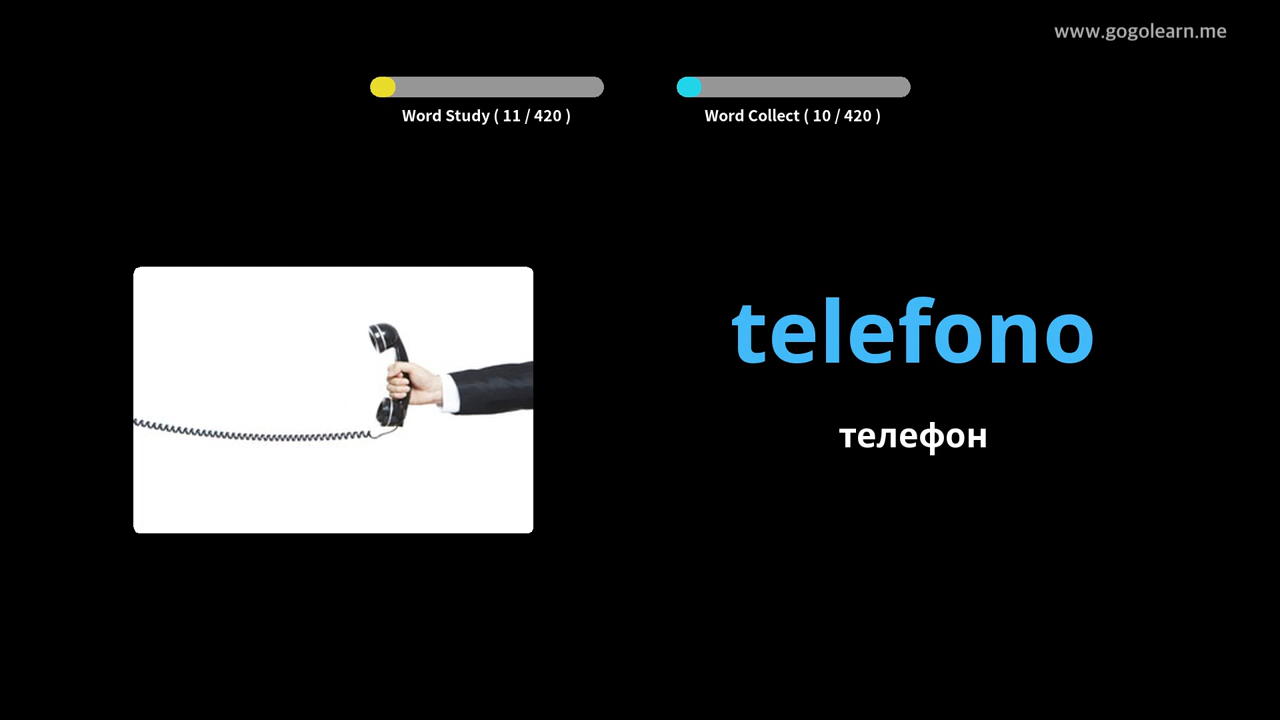 www.gogolearn.me
Word Study ( 11 / 420 )
Word Collect ( 10 / 420 )
telefono
телефон